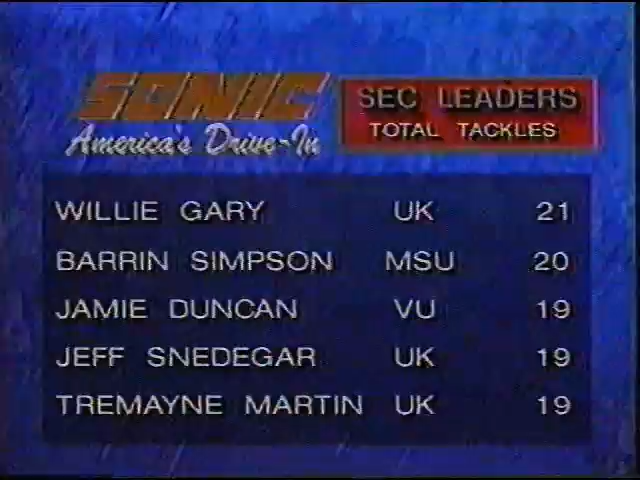 SONIC
America's Drive-In
SEC LEADERS
TOTAL TACKLES
WILLIE GARY UK 21
BARRIN SIMPSON MSU 20
JAMIE DUNCAN VU 19
JEFF SNEDEGAR UK 19
TREMAYNE MARTIN UK 19